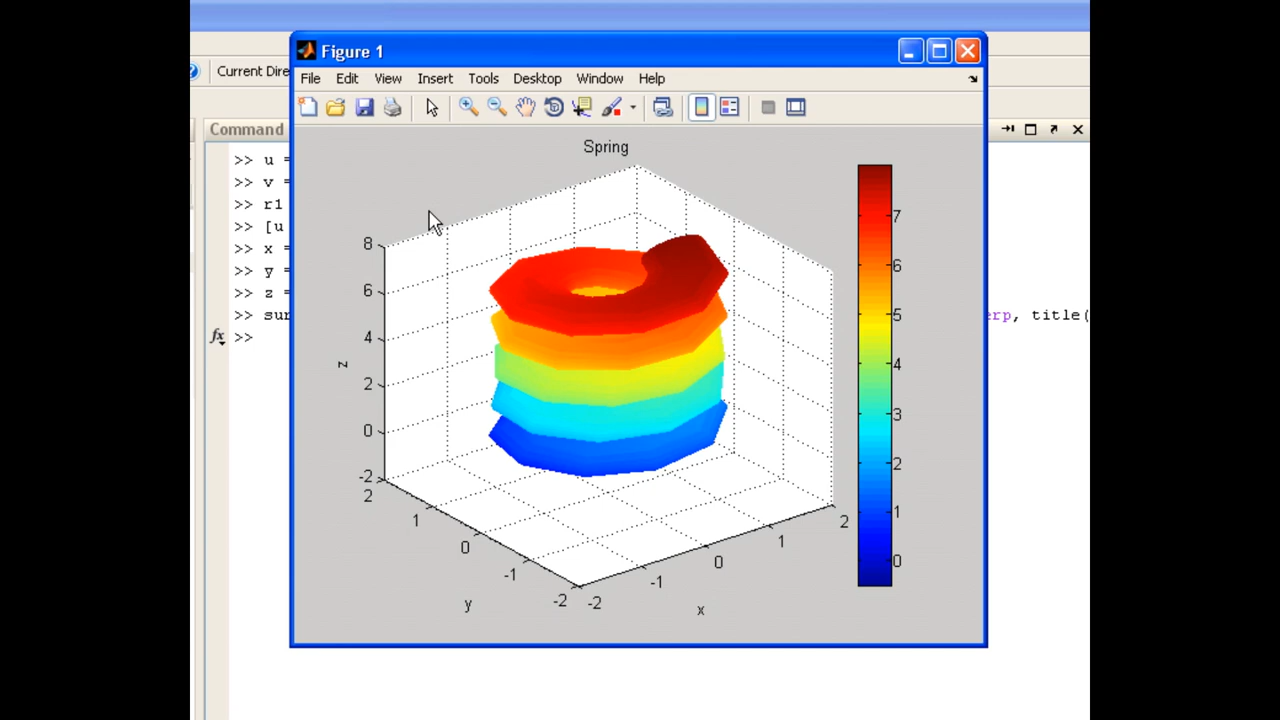 Figure 1
File Edit View Insert Tools Desktop Window Help
Current Dire
Command
>> u =
>> v =
>> r1
>> [u
>> x =
>> y =
>> z =
>> sur erp, title(
fx >>
Spring
8
6
4
2
0
-2
z
2
1
0
-1
-2
y
-2
-1
0
1
2
x
7
6
5
4
3
2
1
0